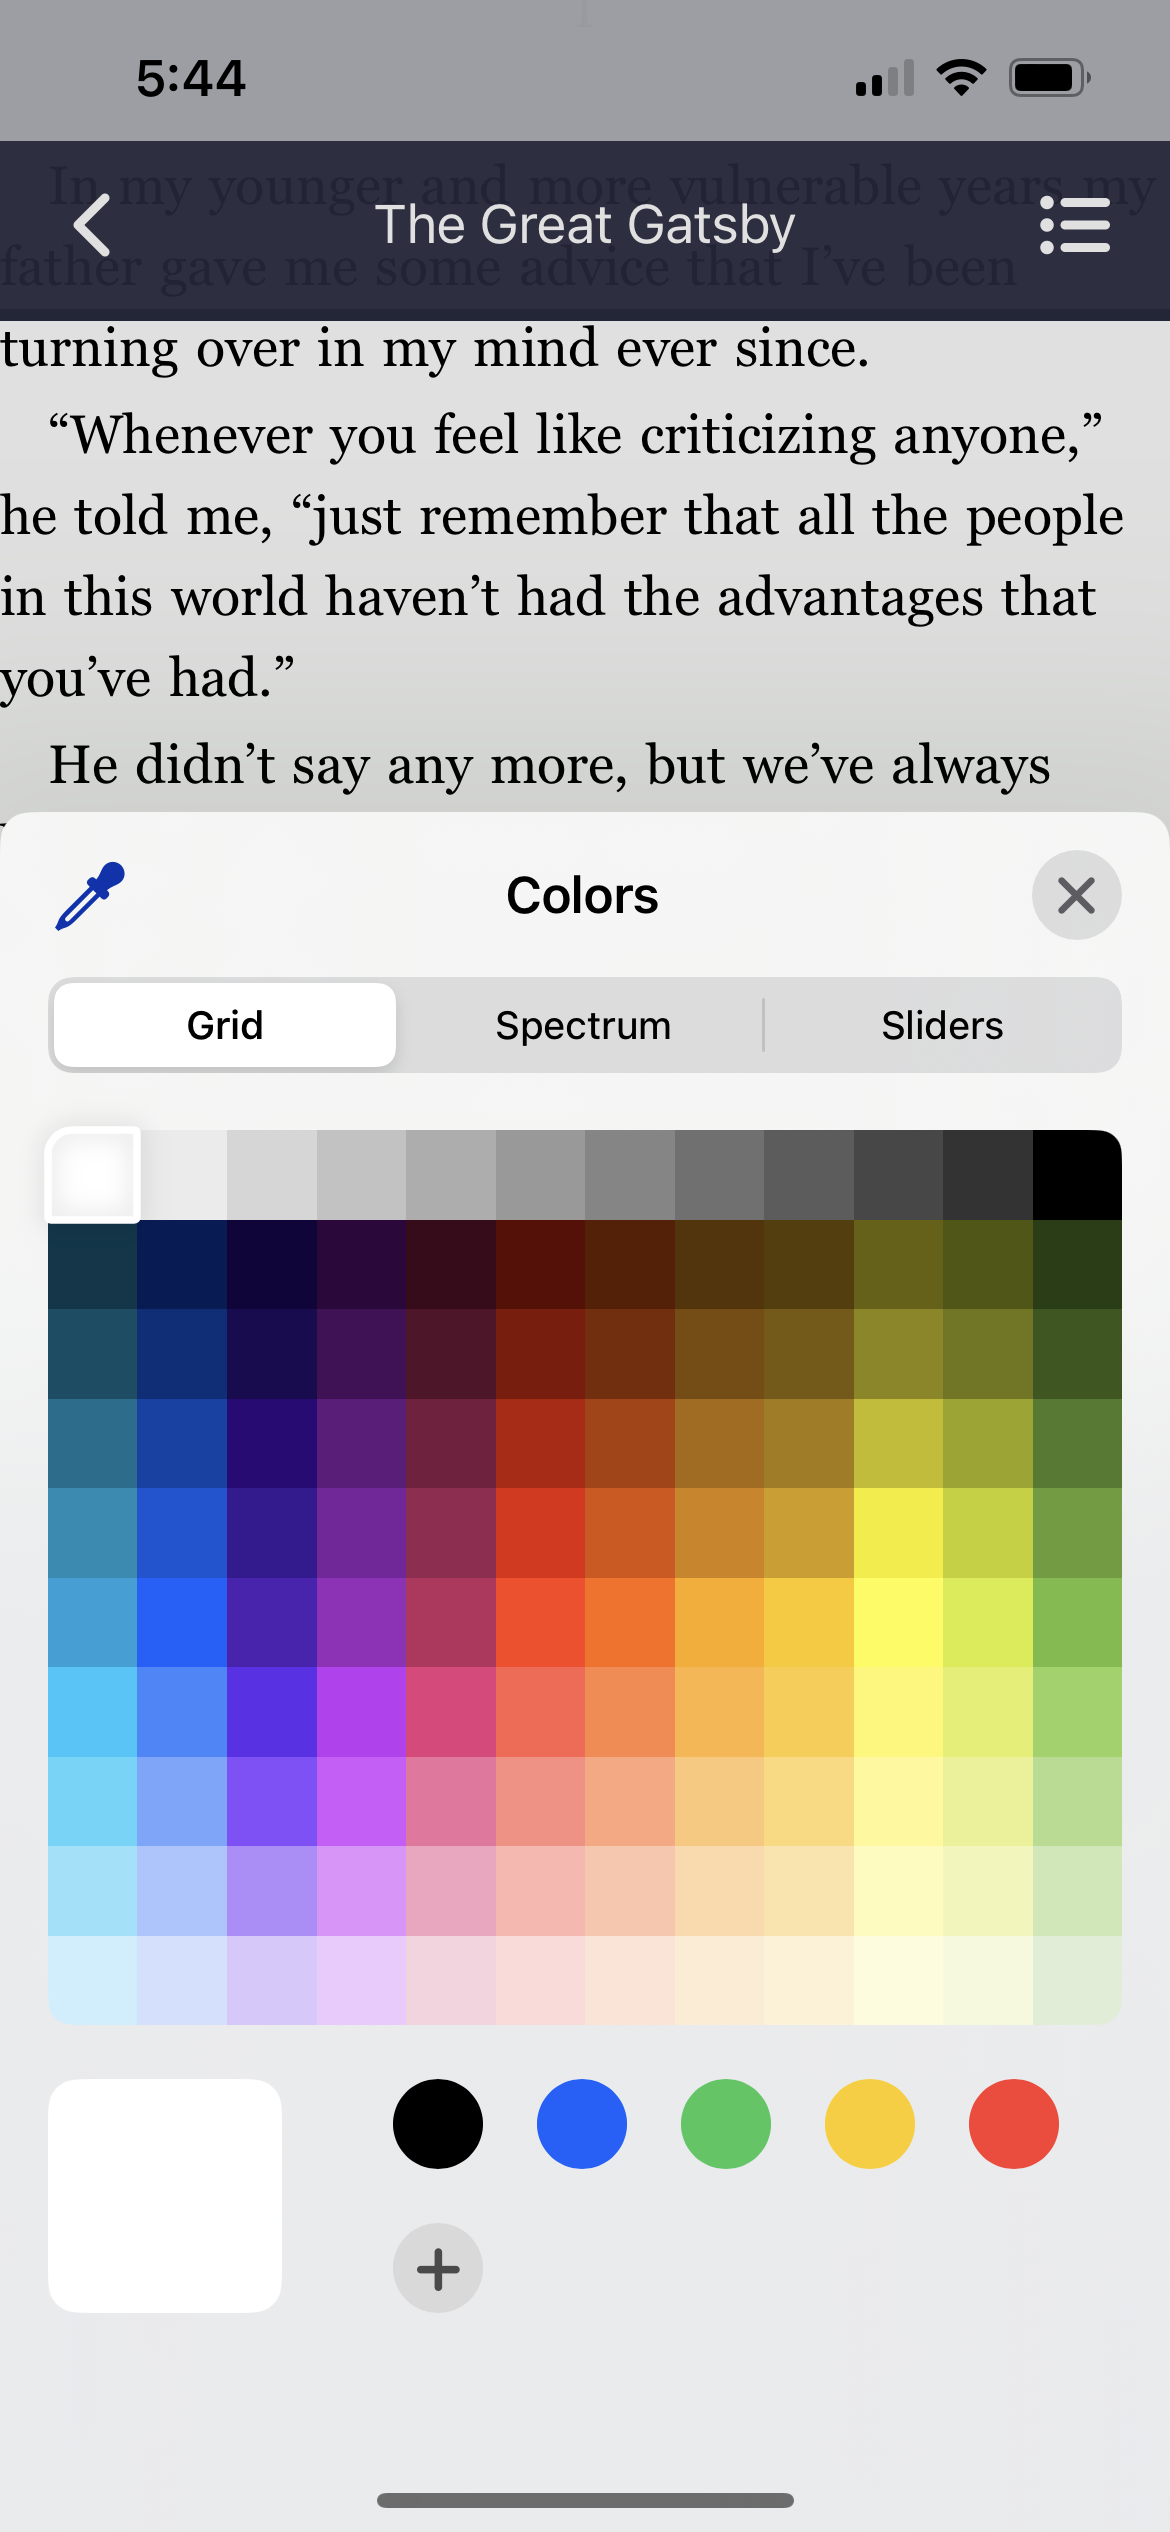 1
5:44
The Great Gatsby
In my younger and more vulnerable years my
father gave me some advice that I’ve been
turning over in my mind ever since.
“Whenever you feel like criticizing anyone,”
he told me, “just remember that all the people
in this world haven’t had the advantages that
you’ve had.”
He didn’t say any more, but we’ve always
Colors
Grid
Spectrum
Sliders